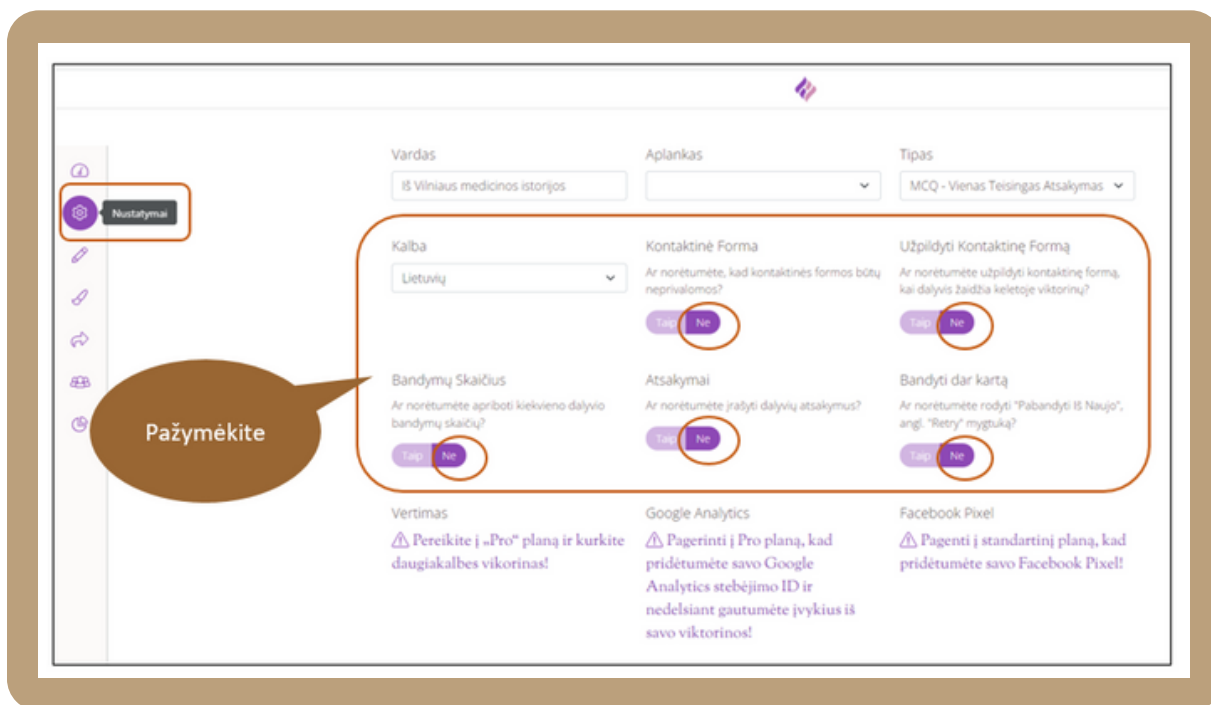 Vardas
Aplankas
Tipas
Iš Vilniaus medicinos istorijos
MCQ - Vienas Teisingas Atsakymas
Nustatymai
Kalba
Lietuvių
Kontaktinė Forma
Ar norėtumėte, kad kontaktinės formos būtų
neprivalomos?
Taip Ne
Užpildyti Kontaktinę Formą
Ar norėtumėte užpildyti kontaktinę formą,
kai dalyvis žaidžia keletoje viktorinų?
Taip Ne
Pažymėkite
Bandymų Skaičius
Ar norėtumėte apriboti kiekvieno dalyvio
bandymų skaičių?
Taip Ne
Atsakymai
Ar norėtumėte įrašyti dalyvių atsakymus?
Taip Ne
Bandyti dar kartą
Ar norėtumėte rodyti "Pabandyti Iš Naujo",
angl. "Retry" mygtuką?
Taip Ne
Vertimas
Pereikite į „Pro“ planą ir kurkite
daugiakalbes vikorinas!
Google Analytics
Pagerinti į Pro planą, kad
pridėtumėte savo Google
Analytics stebėjimo ID ir
nedelsiant gautumėte įvykius iš
savo viktorinos!
Facebook Pixel
Pagenti į standartinį planą, kad
pridėtumėte savo Facebook Pixel!